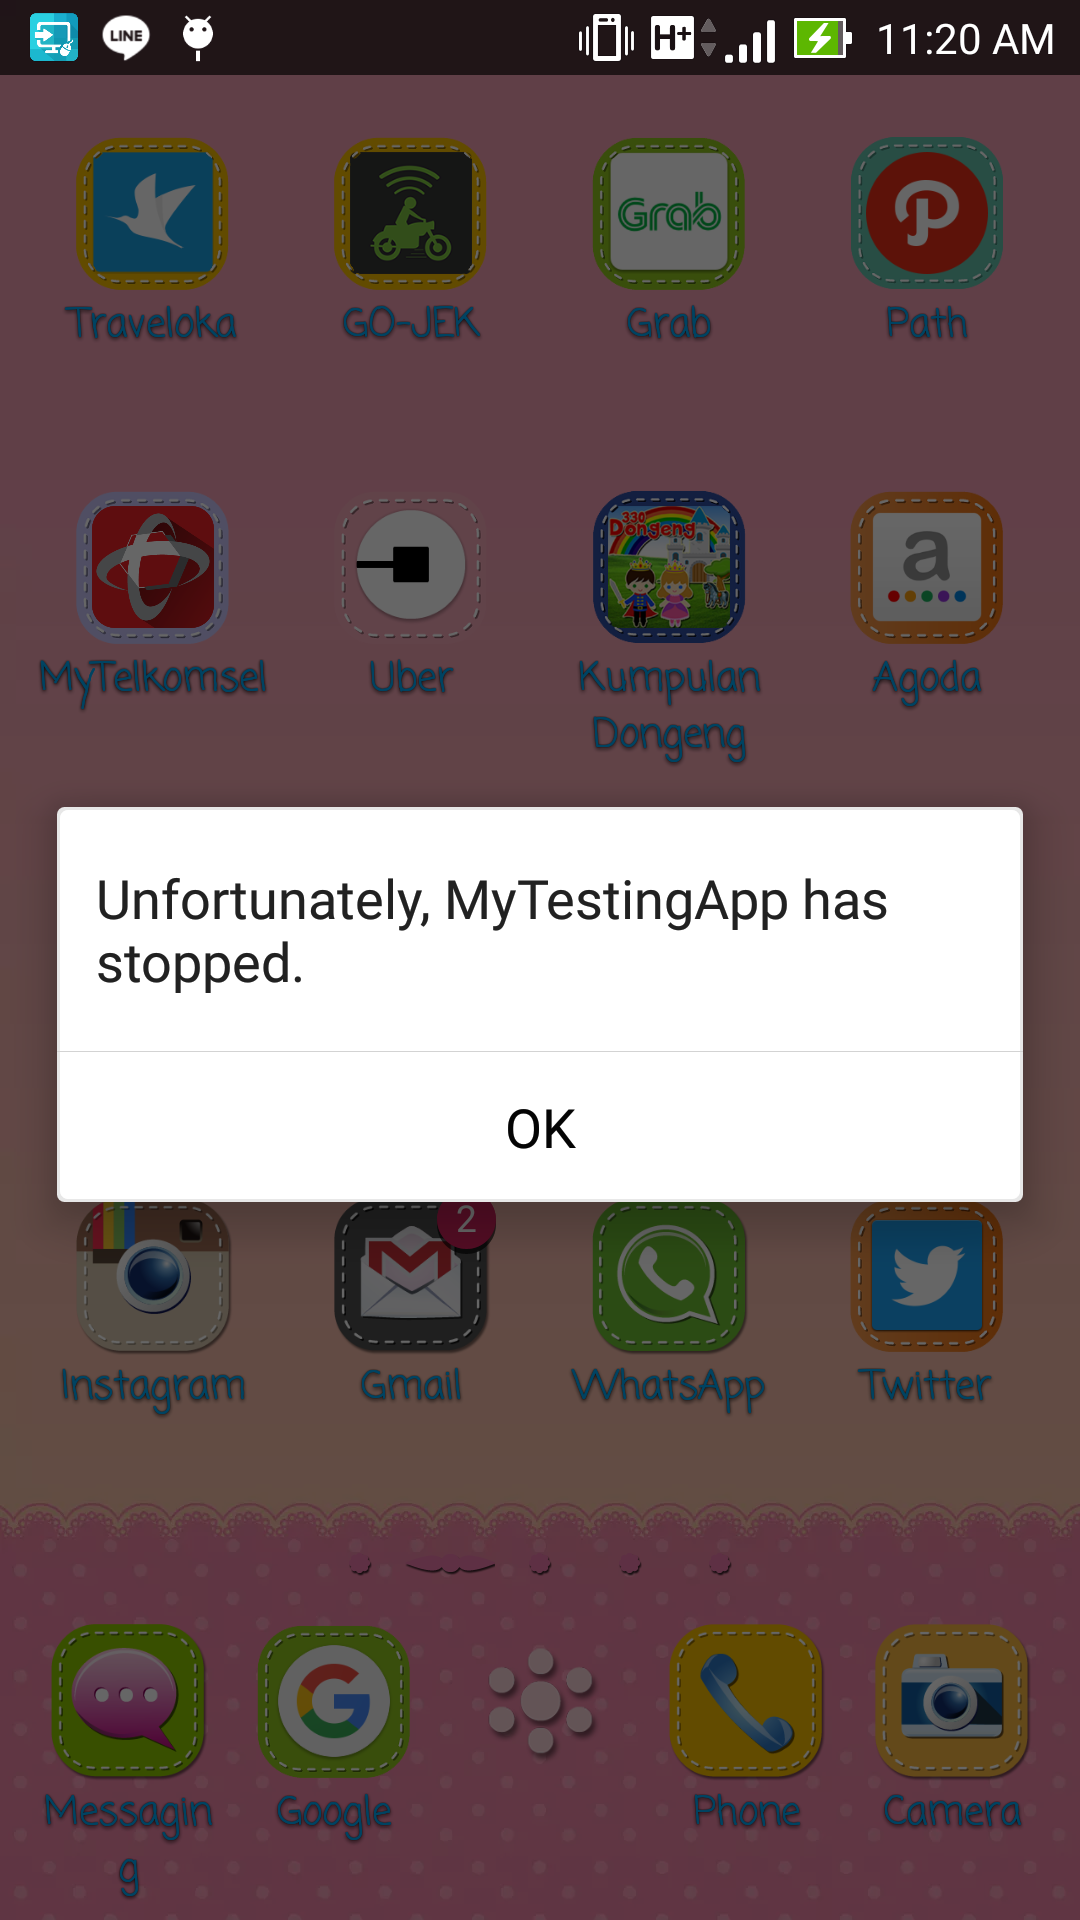 LINE
H+
11:20 AM
Grab
Traveloka
GO-JEK
Grab
Path
330
Dongeng
a
MyTelkomsel
Uber
Kumpulan
Dongeng
Agoda
Unfortunately, MyTestingApp has
stopped.
OK
2
Instagram
Gmail
WhatsApp
Twitter
G
Messagin
g
Google
Phone
Camera